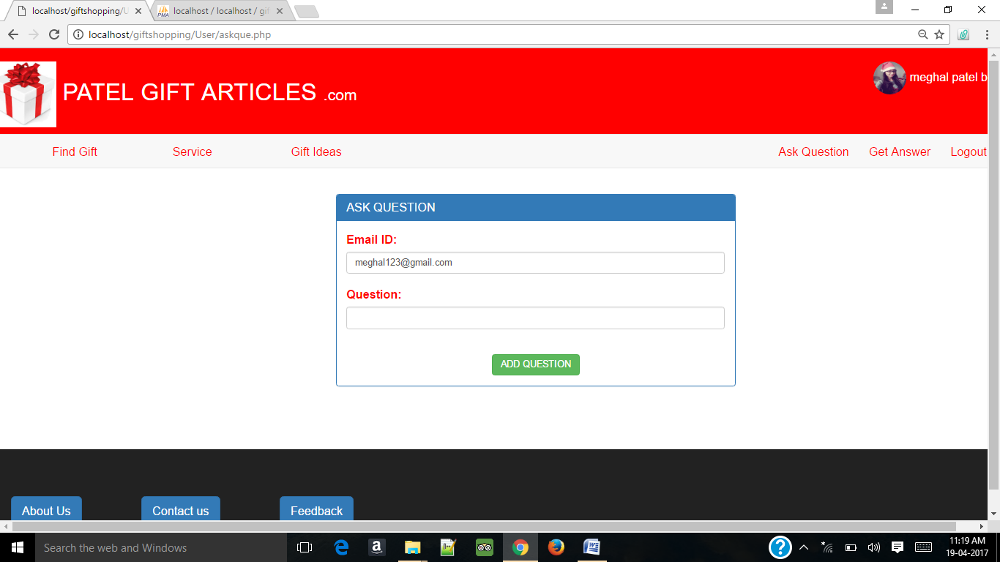 localhost/giftshopping/U
localhost / localhost / gif
localhost/giftshopping/User/askque.php
PATEL GIFT ARTICLES .com
meghal patel b
Find Gift
Service
Gift Ideas
Ask Question
Get Answer
Logout
ASK QUESTION
Email ID:
meghal123@gmail.com
Question:
ADD QUESTION
About Us
Contact us
Feedback
Search the web and Windows
11:19 AM
19-04-2017